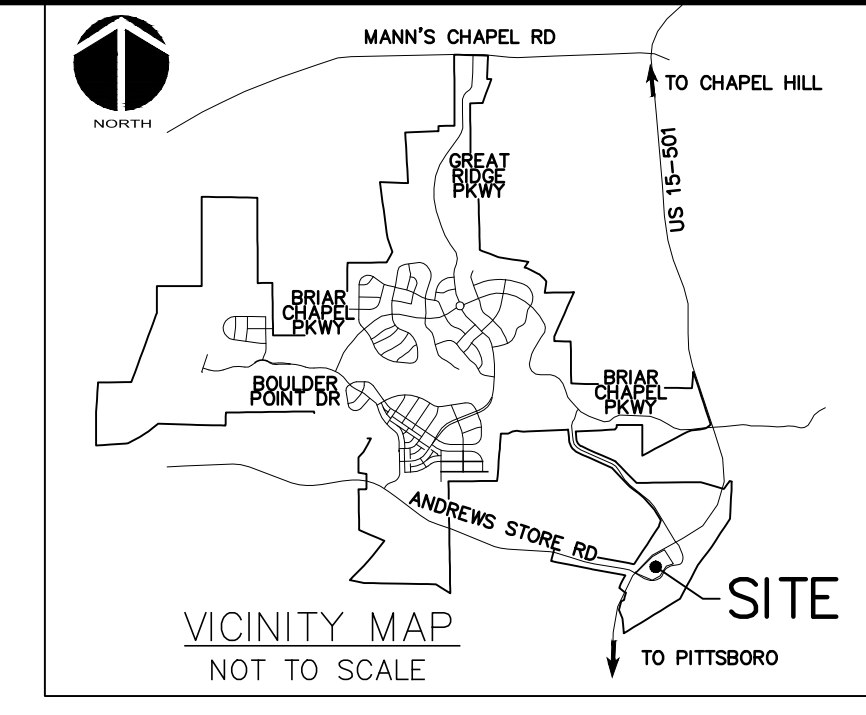 MANN'S CHAPEL RD
NORTH
TO CHAPEL HILL
US 15-501
GREAT
RIDGE
PKWY
BRIAR
CHAPEL
PKWY
BOULDER
POINT DR
BRIAR
CHAPEL
PKWY
ANDREWS STORE RD
SITE
VICINITY MAP
NOT TO SCALE
TO PITTSBORO